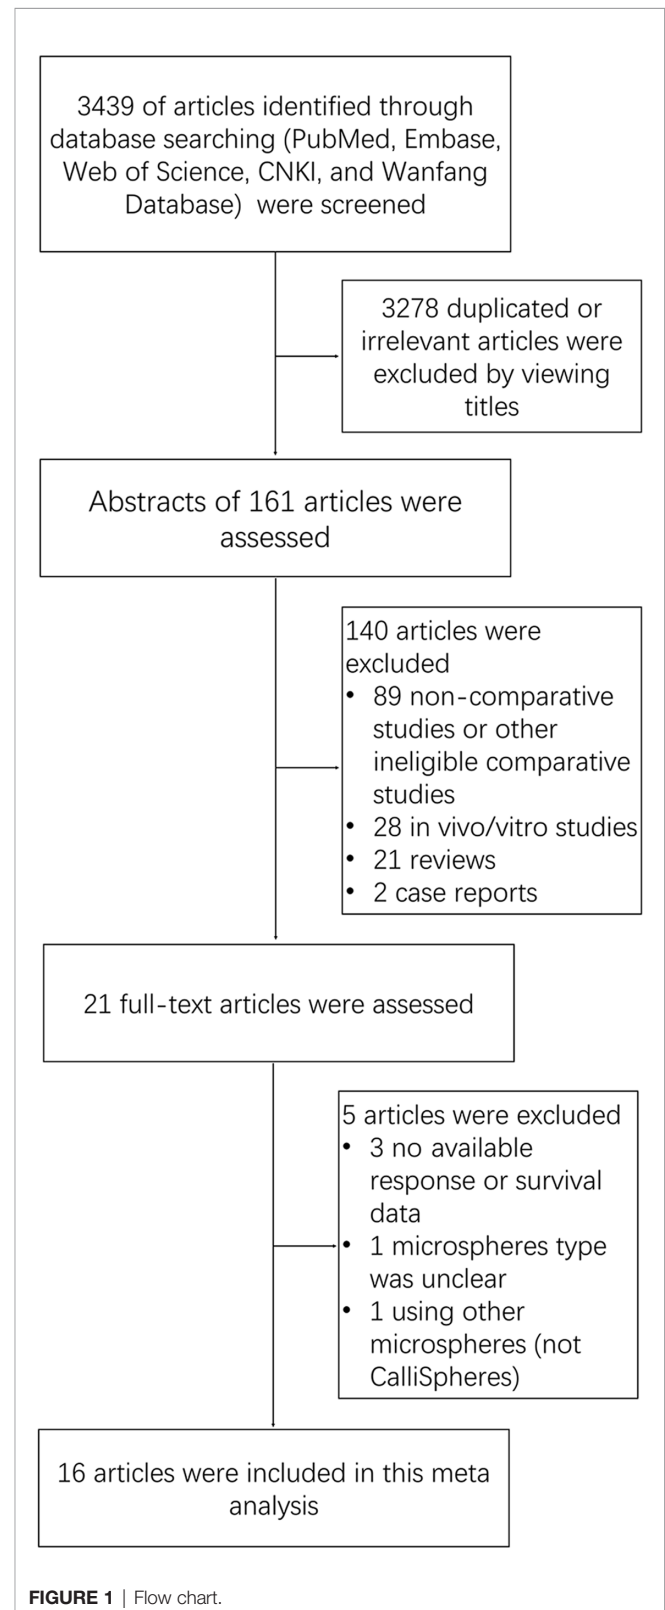 3439 of articles identified through
database searching (PubMed, Embase,
Web of Science, CNKI, and Wanfang
Database) were screened
3278 duplicated or
irrelevant articles were
excluded by viewing
titles
Abstracts of 161 articles were
assessed
140 articles were
excluded
• 89 non-comparative
studies or other
ineligible comparative
studies
• 28 in vivo/vitro studies
• 21 reviews
• 2 case reports
21 full-text articles were assessed
5 articles were excluded
• 3 no available
response or survival
data
• 1 microspheres type
was unclear
• 1 using other
microspheres (not
CalliSpheres)
16 articles were included in this meta
analysis
FIGURE 1 | Flow chart.